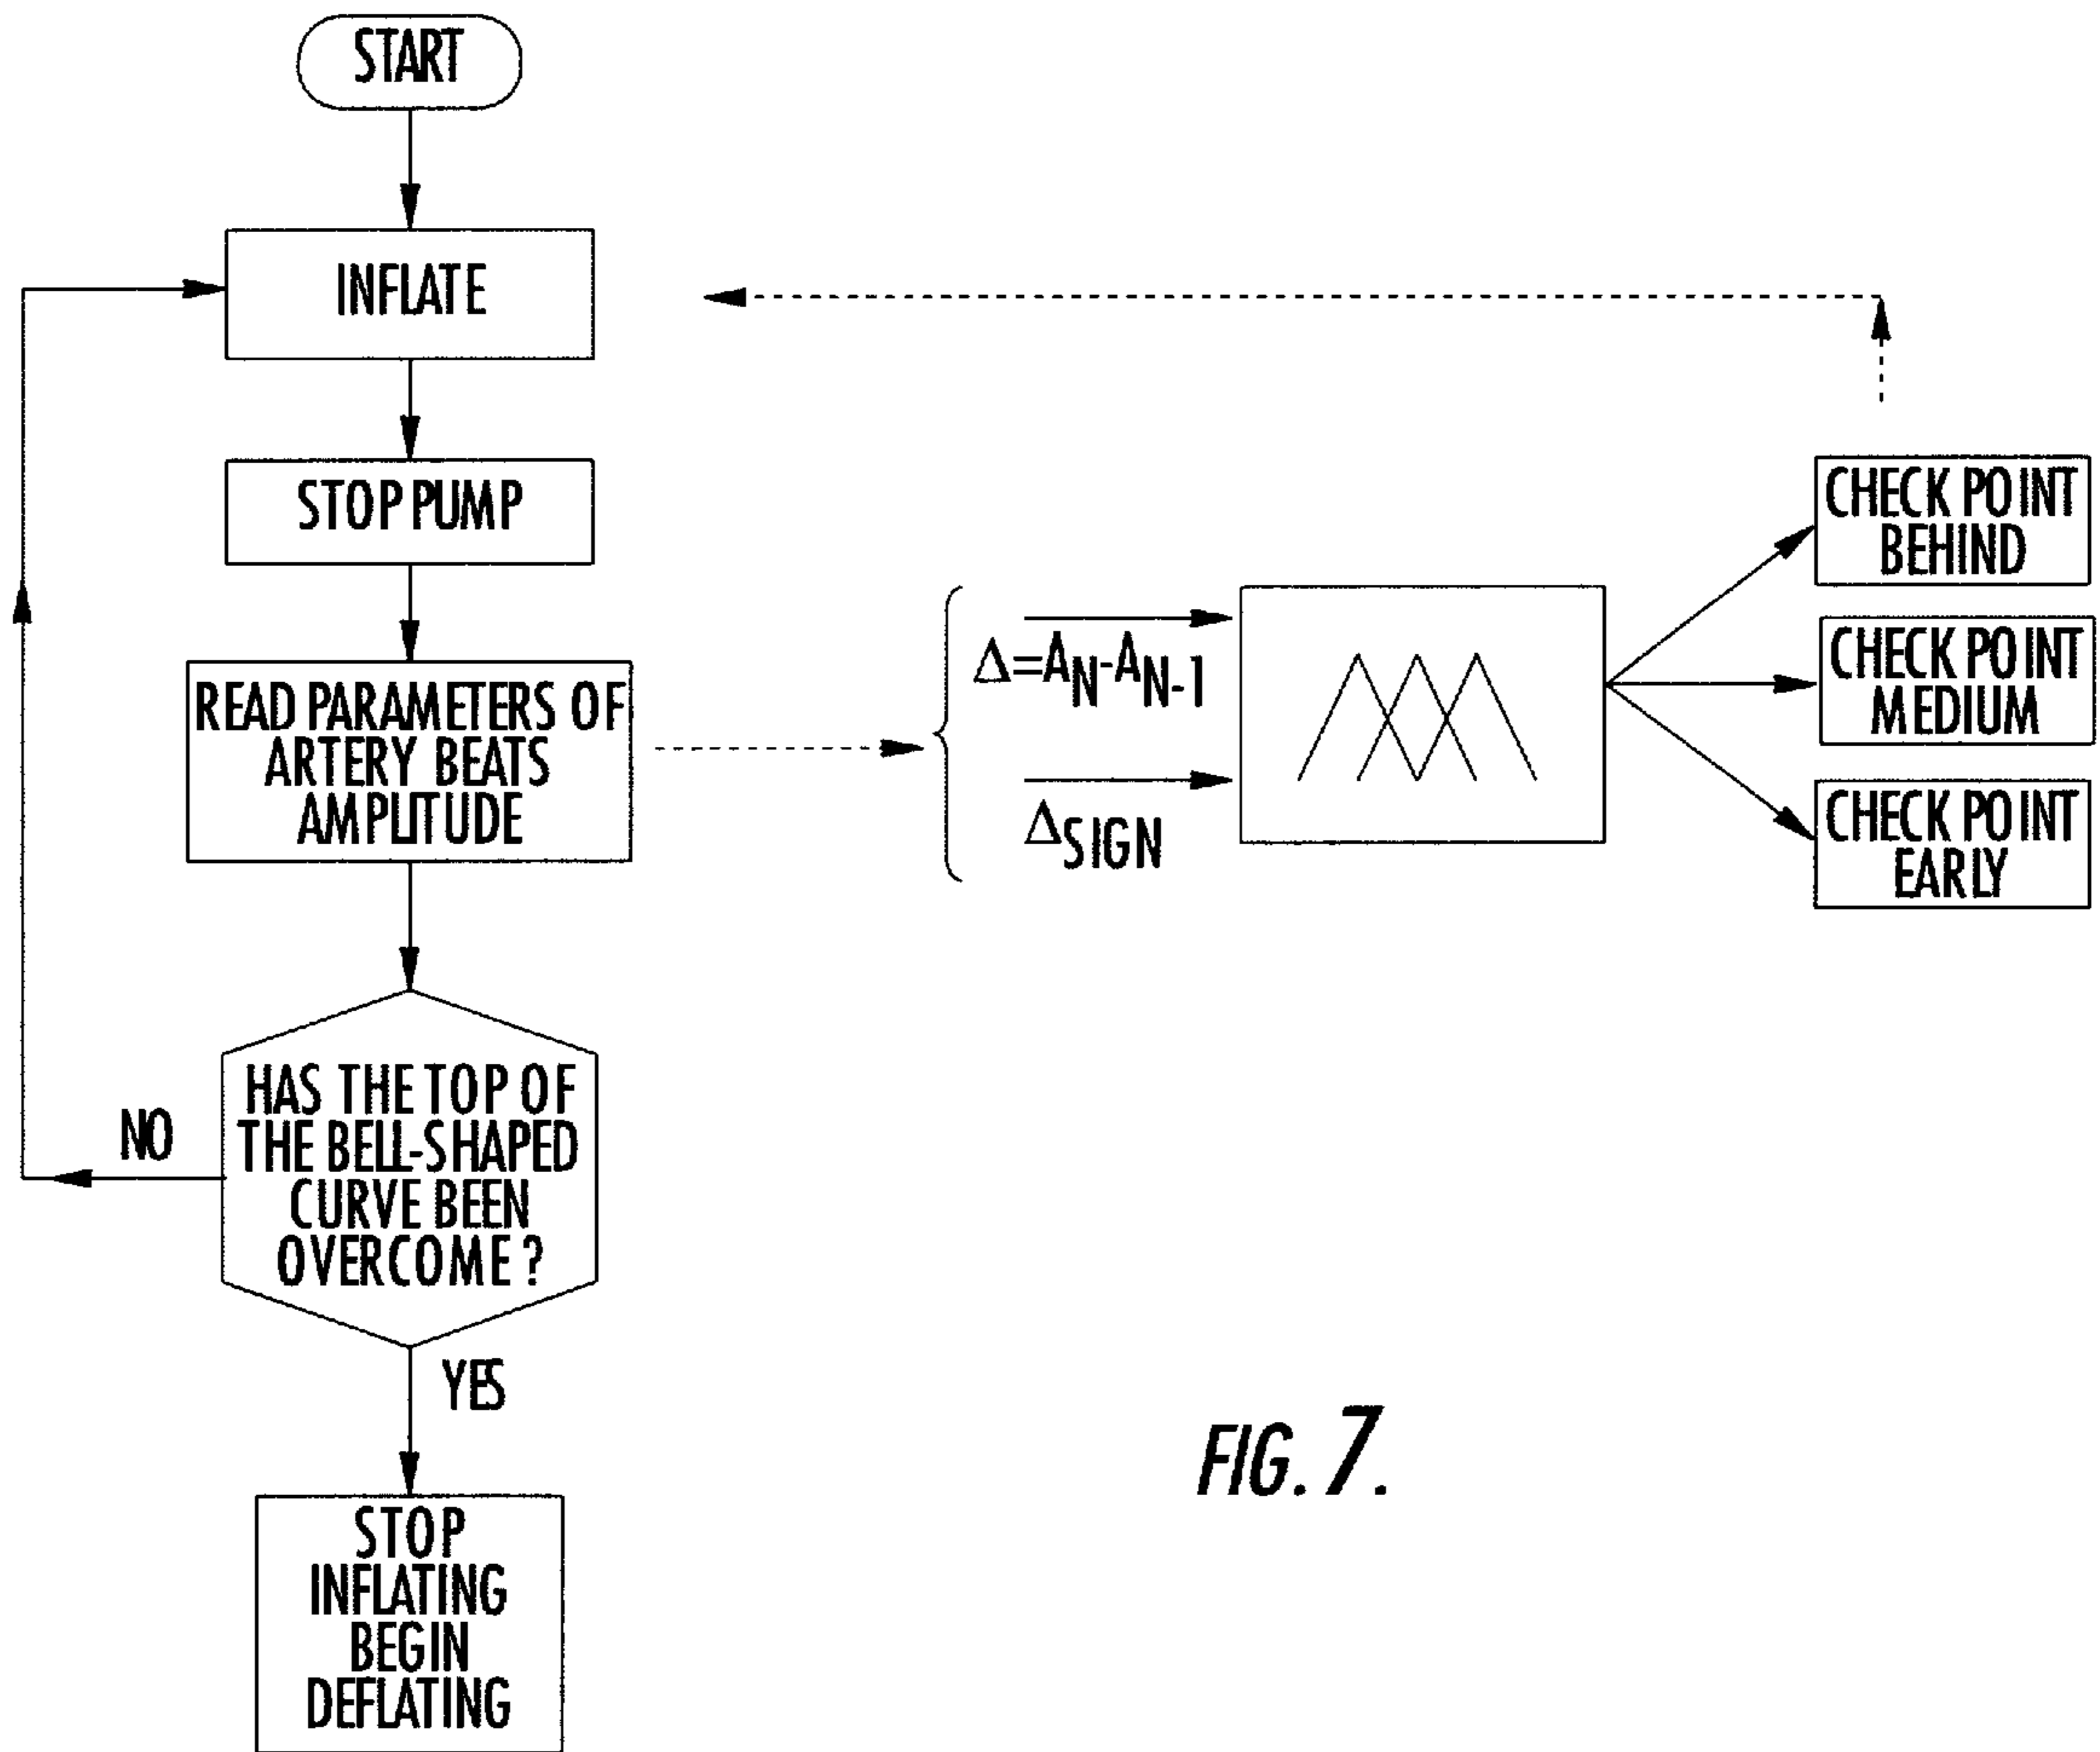 START
INFLATE
STOP PUMP
READ PARAMETERS OF
ARTERY BEATS
AMPLITUDE
HAS THE TOP OF
THE BELL-SHAPED
CURVE BEEN
OVERCOME?
NO
YES
STOP
INFLATING
BEGIN
DEFLATING
Δ=AN-AN-1
ΔSIGN
CHECK POINT
BEHIND
CHECK POINT
MEDIUM
CHECK POINT
EARLY
FIG. 7.